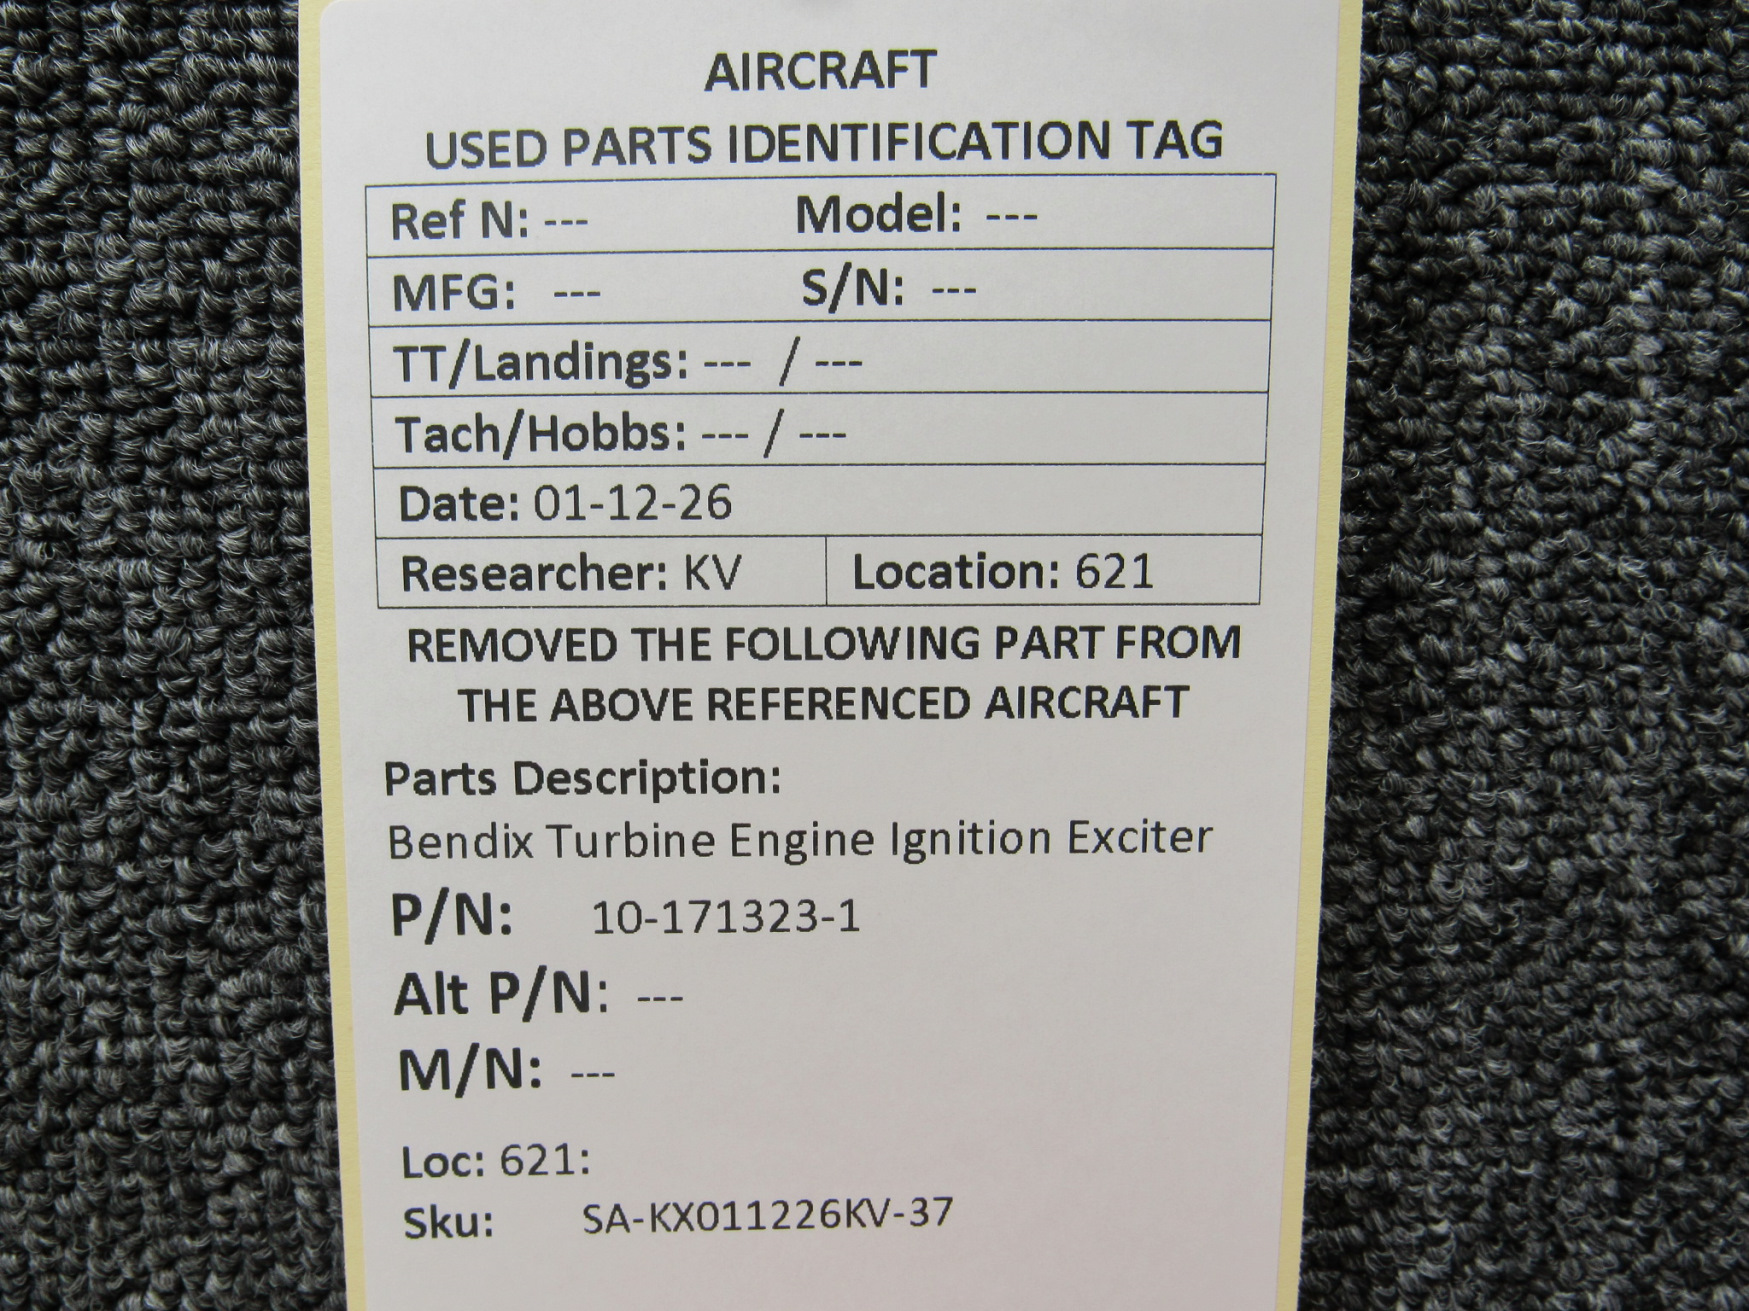 AIRCRAFT
USED PARTS IDENTIFICATION TAG
Ref N: --- Model: ---
MFG: --- S/N: ---
TT/Landings: --- / ---
Tach/Hobbs: --- / ---
Date: 01-12-26
Researcher: KV Location: 621
REMOVED THE FOLLOWING PART FROM
THE ABOVE REFERENCED AIRCRAFT
Parts Description:
Bendix Turbine Engine Ignition Exciter
P/N: 10-171323-1
Alt P/N: ---
M/N: ---
Loc: 621:
Sku: SA-KX011226KV-37